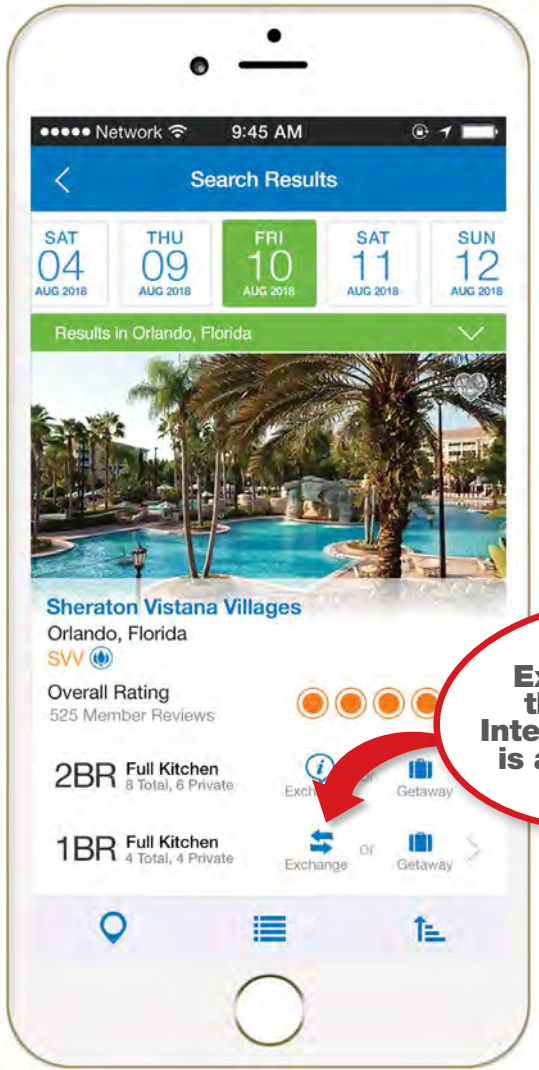 Network 9:45 AM
Search Results
SAT THU FRI SAT SUN
04 09 10 11 12
AUG 2018 AUG 2018 AUG 2018 AUG 2018 AUG 2018
Results in Orlando, Florida
Sheraton Vistana Villages
Orlando, Florida
SVV
Overall Rating
525 Member Reviews
2BR Full Kitchen
8 Total, 6 Private
or Getaway
1BR Full Kitchen
4 Total, 4 Private
Exchange or Getaway
is a